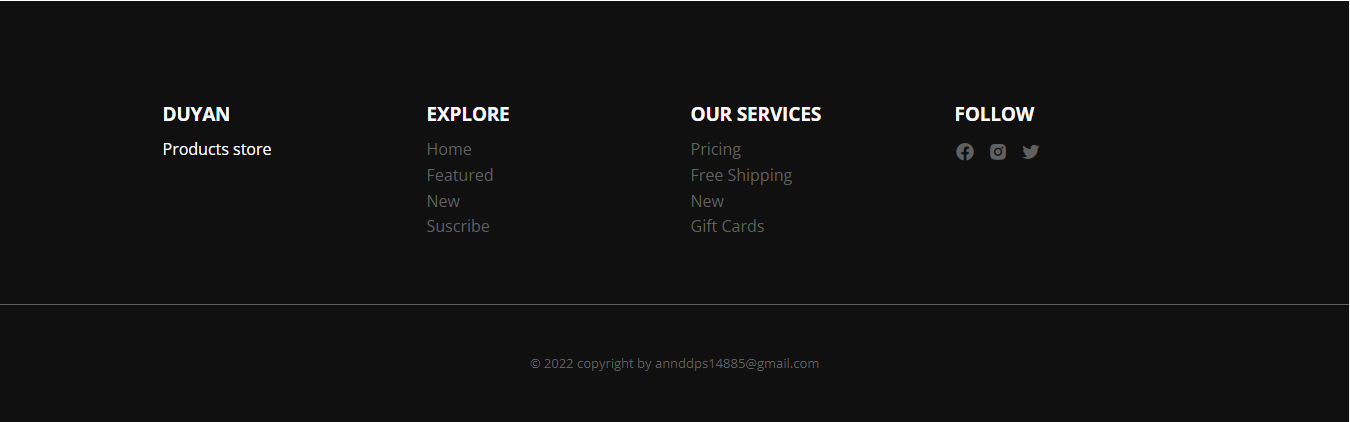 DUYAN
Products store
EXPLORE
Home
Featured
New
Suscribe
OUR SERVICES
Pricing
Free Shipping
New
Gift Cards
FOLLOW
© 2022 copyright by annddps14885@gmail.com